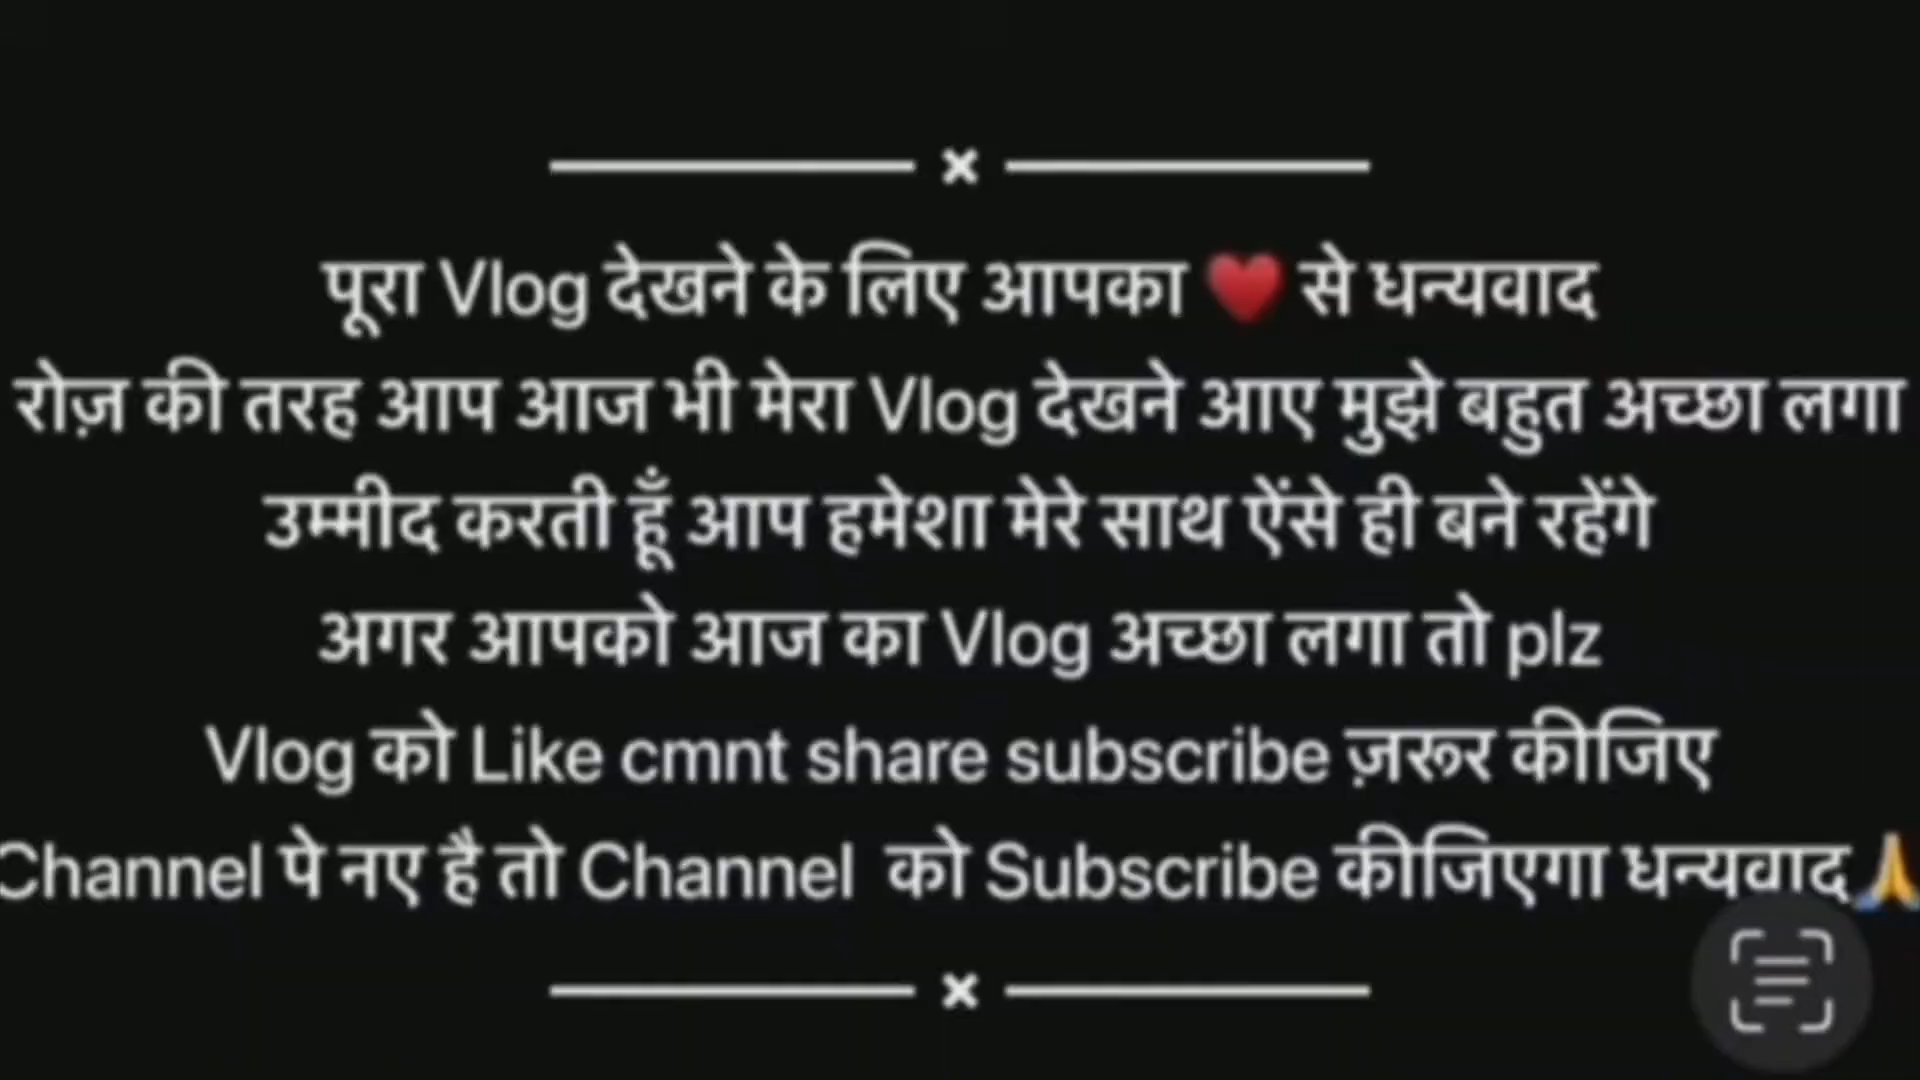 पूरा Vlog देखने के लिए आपका ♥️ से धन्यवाद
रोज़ की तरह आप आज भी मेरा Vlog देखने आए मुझे बहुत अच्छा लगा
उम्मीद करती हूँ आप हमेशा मेरे साथ ऐंसे ही बने रहेंगे
अगर आपको आज का Vlog अच्छा लगा तो plz
Vlog को Like cmnt share subscribe ज़रूर कीजिए
Channel पे नए है तो Channel को Subscribe कीजिएगा धन्यवाद🙏